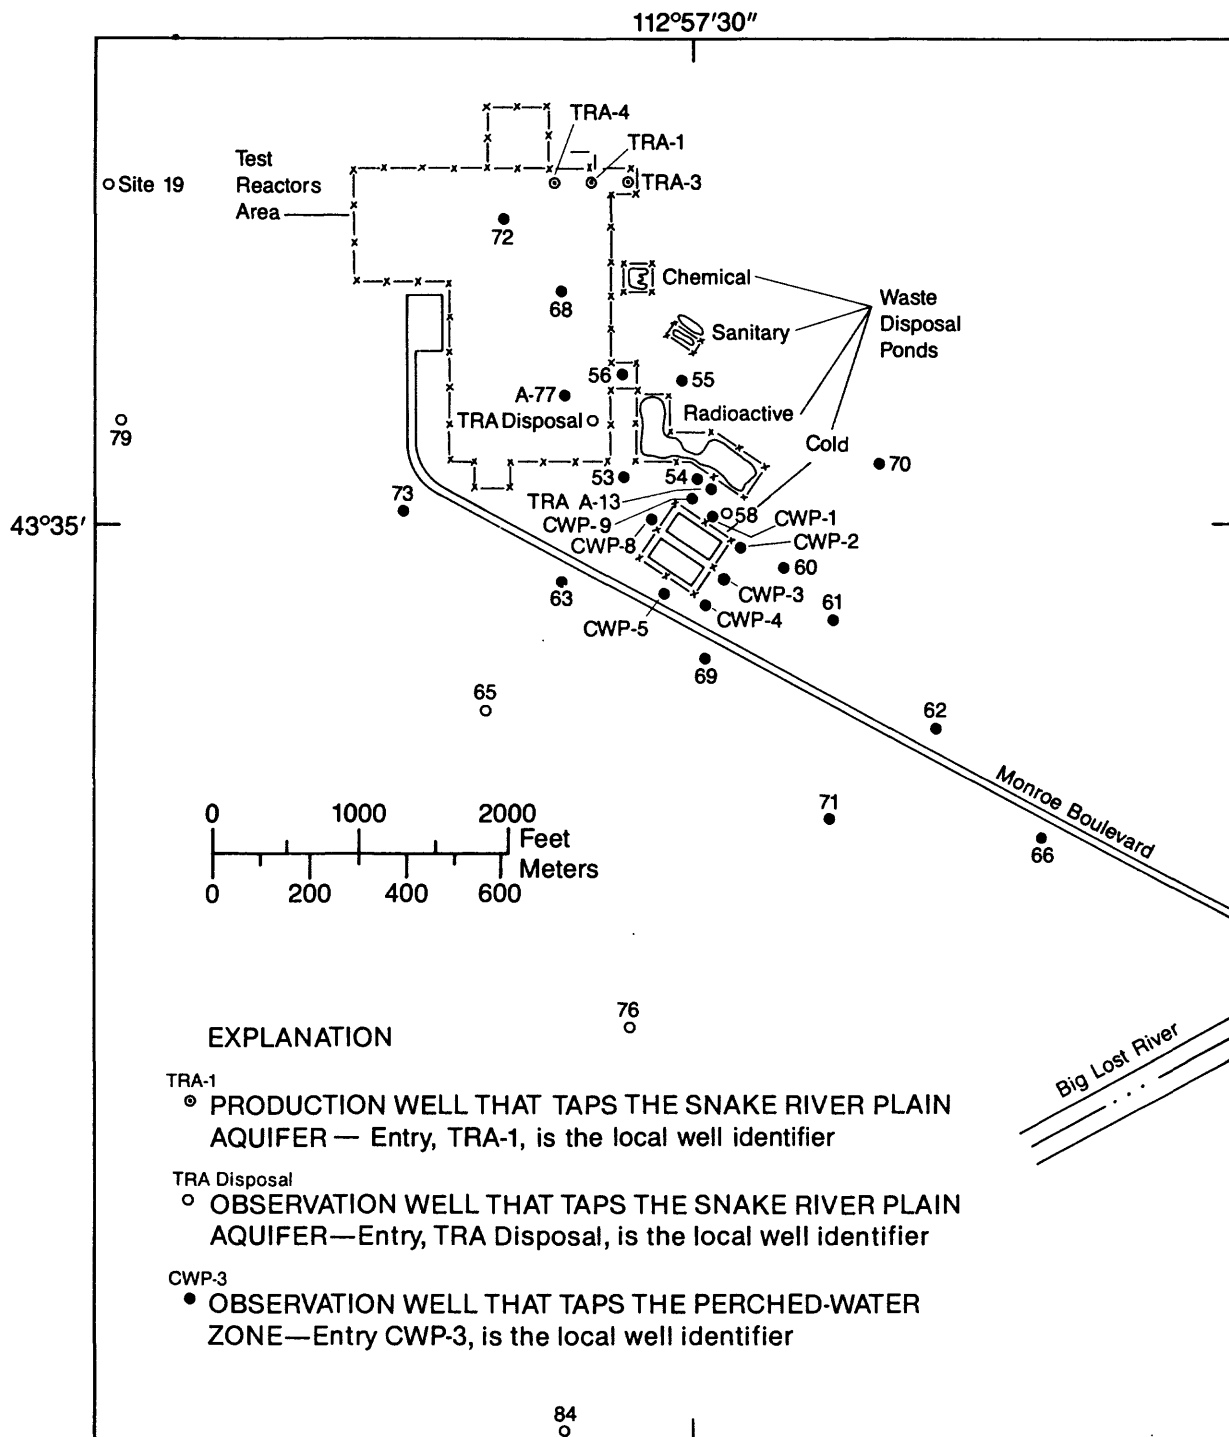 112°57'30"
TRA-4
TRA-1
Test
Reactors
Area
Site 19
TRA-3
72
Chemical
Waste
Disposal
Ponds
68
Sanitary
56
55
A-77
Radioactive
TRA Disposal
79
Cold
70
53
54
73
TRA A-13
43°35'
CWP-9
58
CWP-1
CWP-8
CWP-2
60
CWP-3
63
61
CWP-4
CWP-5
69
65
62
Monroe Boulevard
71
66
0 1000 2000
Feet
Meters
0 200 400 600
76
Big Lost River
EXPLANATION
TRA-1
PRODUCTION WELL THAT TAPS THE SNAKE RIVER PLAIN
AQUIFER — Entry, TRA-1, is the local well identifier
TRA Disposal
OBSERVATION WELL THAT TAPS THE SNAKE RIVER PLAIN
AQUIFER—Entry, TRA Disposal, is the local well identifier
CWP-3
OBSERVATION WELL THAT TAPS THE PERCHED-WATER
ZONE—Entry CWP-3, is the local well identifier
84